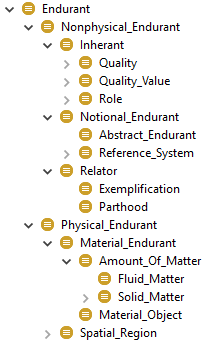 Endurant
Nonphysical_Endurant
Inherant
Quality
Quality_Value
Role
Notional_Endurant
Abstract_Endurant
Reference_System
Relator
Exemplification
Parthood
Physical_Endurant
Material_Endurant
Amount_Of_Matter
Fluid_Matter
Solid_Matter
Material_Object
Spatial_Region